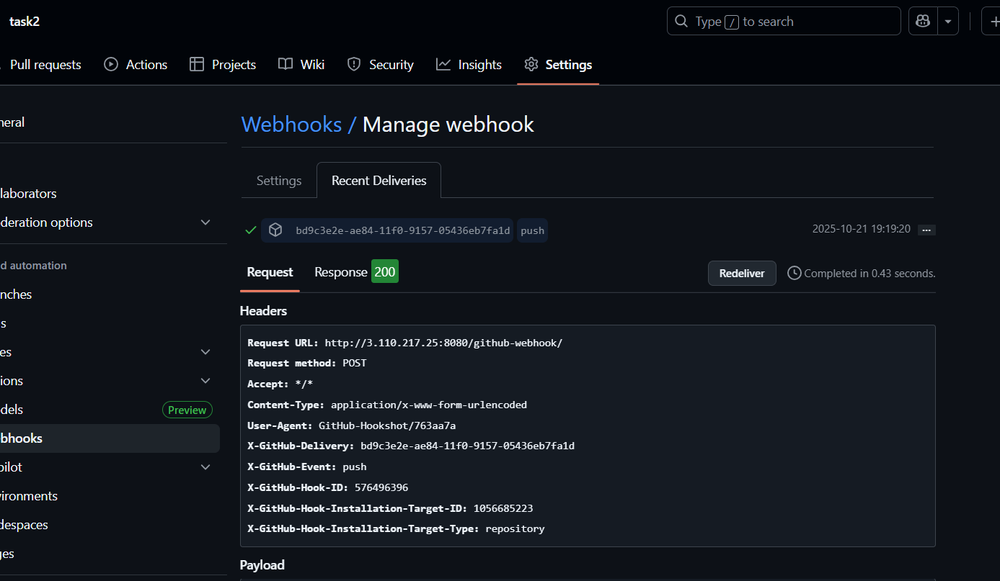 task2
Type / to search
Pull requests
Actions
Projects
Wiki
Security
Insights
Settings
neral
Webhooks / Manage webhook
Settings
Recent Deliveries
laborators
deration options
bd9c3e2e-ae84-11f0-9157-05436eb7fa1d push
2025-10-21 19:19:20 ...
d automation
Request
Response 200
Redeliver
Completed in 0.43 seconds.
nches
Headers
s
Request URL: http://3.110.217.25:8080/github-webhook/
es
Request method: POST
tions
Accept: */*
dels
Preview
Content-Type: application/x-www-form-urlencoded
User-Agent: GitHub-Hookshot/763aa7a
bhooks
X-GitHub-Delivery: bd9c3e2e-ae84-11f0-9157-05436eb7fa1d
pilot
X-GitHub-Event: push
X-GitHub-Hook-ID: 576496396
vironments
X-GitHub-Hook-Installation-Target-ID: 1056685223
despaces
X-GitHub-Hook-Installation-Target-Type: repository
ges
Payload